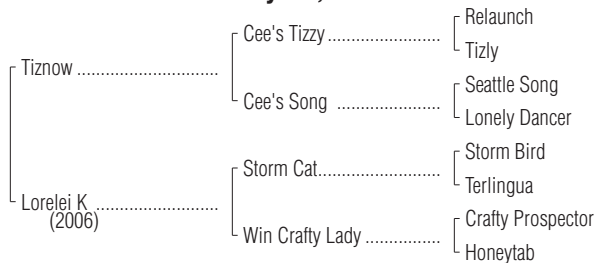 Relaunch
Cee's Tizzy ....................
Tizly
Tiznow ............................
Seattle Song
Cee's Song ..................
Lonely Dancer
Storm Bird
Storm Cat.....................
Terlingua
Lorelei K ........................
(2006)
Crafty Prospector
Win Crafty Lady .............
Honeytab